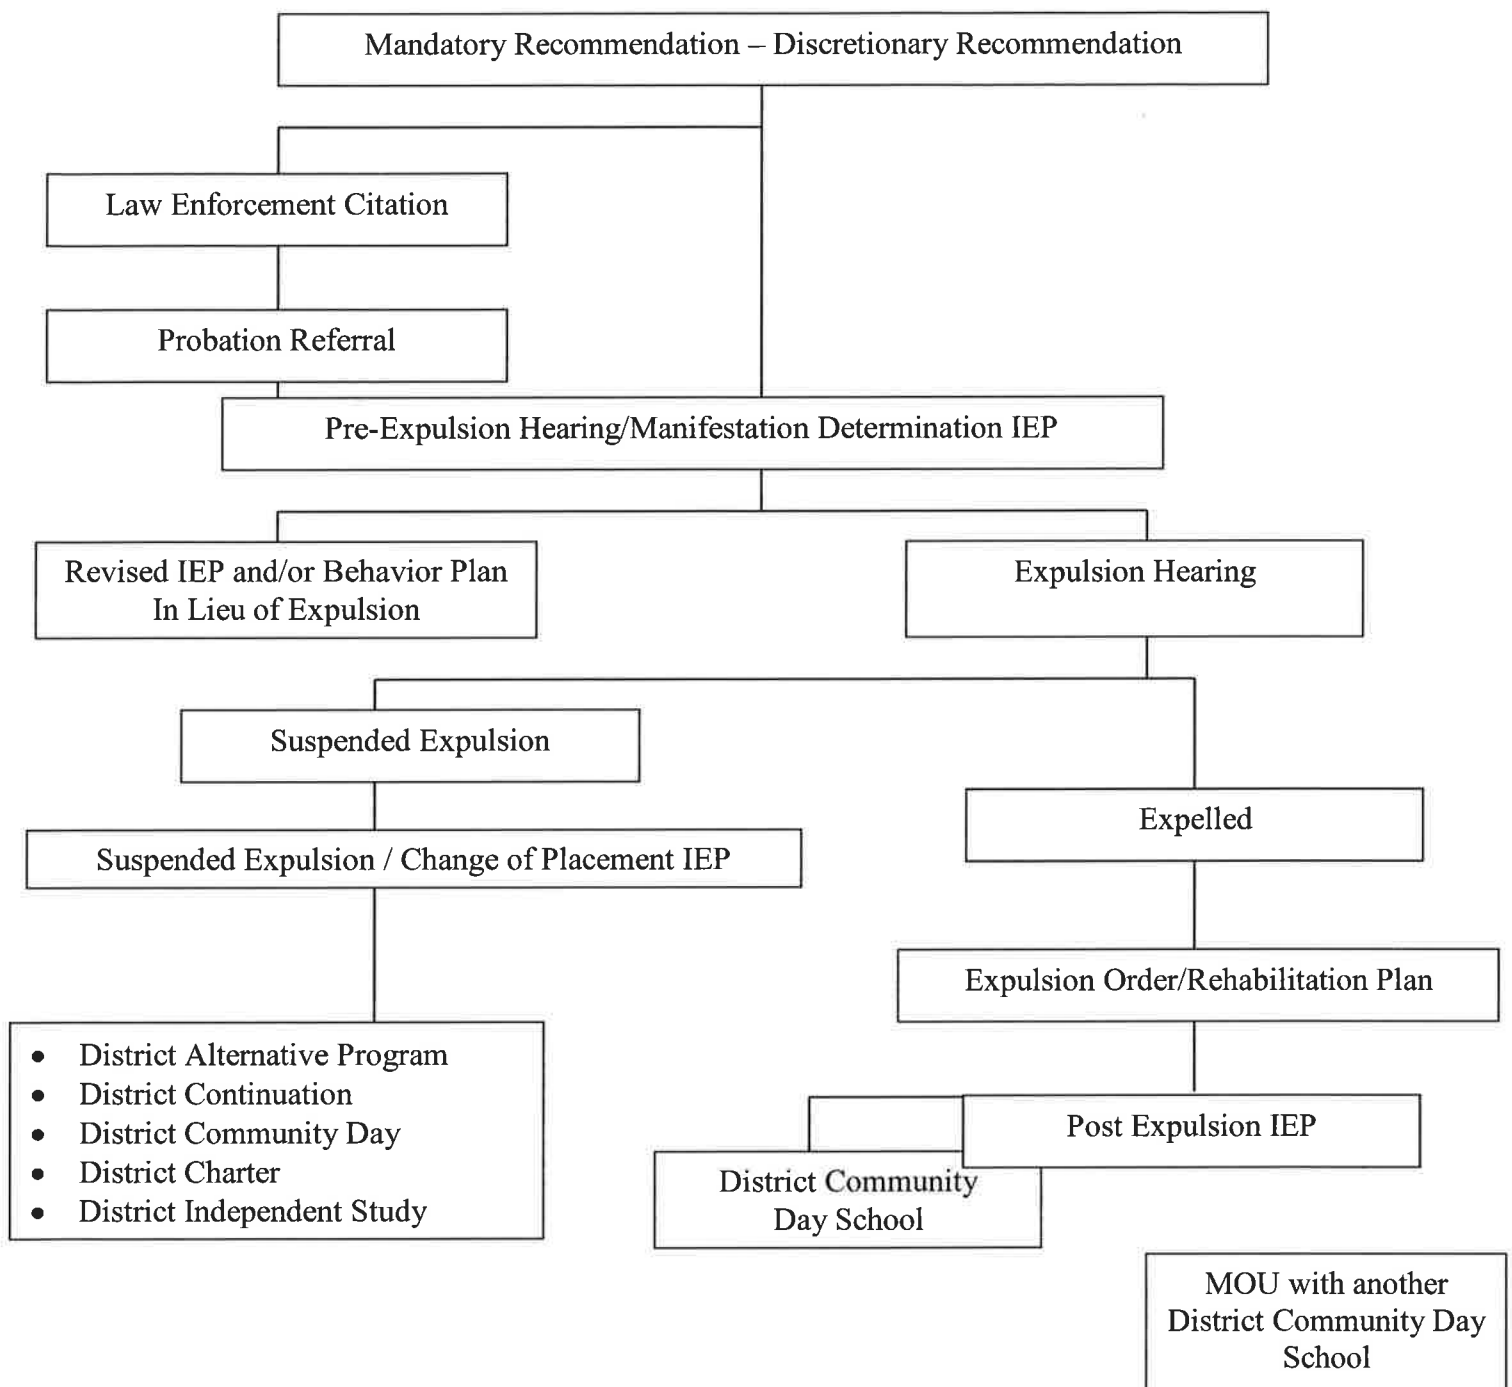 Mandatory Recommendation – Discretionary Recommendation
Law Enforcement Citation
Probation Referral
Pre-Expulsion Hearing/Manifestation Determination IEP
Revised IEP and/or Behavior Plan
In Lieu of Expulsion
Expulsion Hearing
Suspended Expulsion
Expelled
Suspended Expulsion / Change of Placement IEP
Expulsion Order/Rehabilitation Plan
• District Alternative Program
• District Continuation
• District Community Day
• District Charter
• District Independent Study
Post Expulsion IEP
District Community
Day School
MOU with another
District Community Day
School